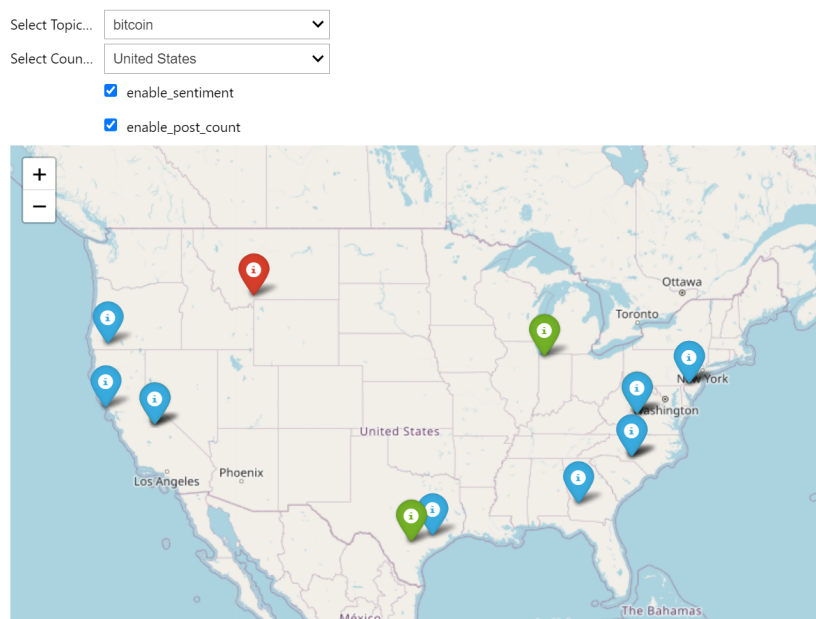 Select Topic... bitcoin
Select Coun... United States
enable_sentiment
enable_post_count
+
−
Ottawa
Toronto
New York
Washington
United States
Phoenix
Los Angeles
México
The Bahamas